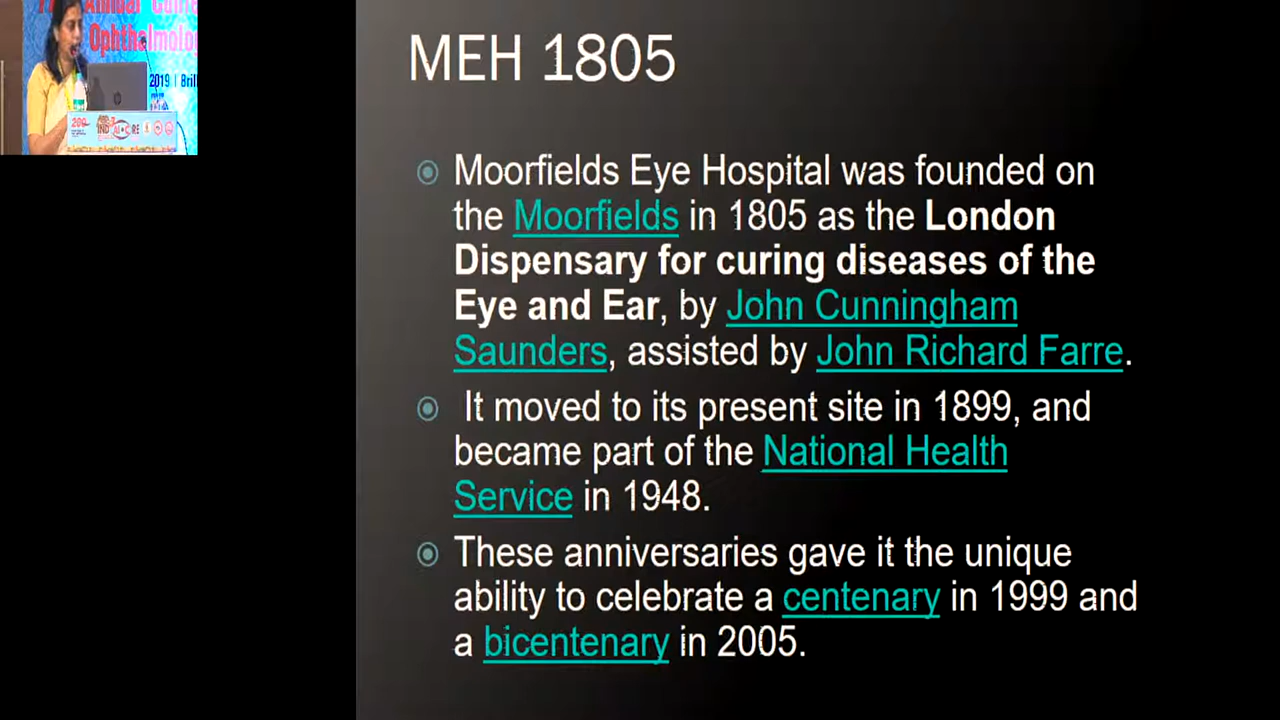 Annual
Ophthalmolo
2019
MEH 1805
Moorfields Eye Hospital was founded on
the Moorfields in 1805 as the London
Dispensary for curing diseases of the
Eye and Ear, by John Cunningham
Saunders, assisted by John Richard Farre.
It moved to its present site in 1899, and
became part of the National Health
Service in 1948.
These anniversaries gave it the unique
ability to celebrate a centenary in 1999 and
a bicentenary in 2005.